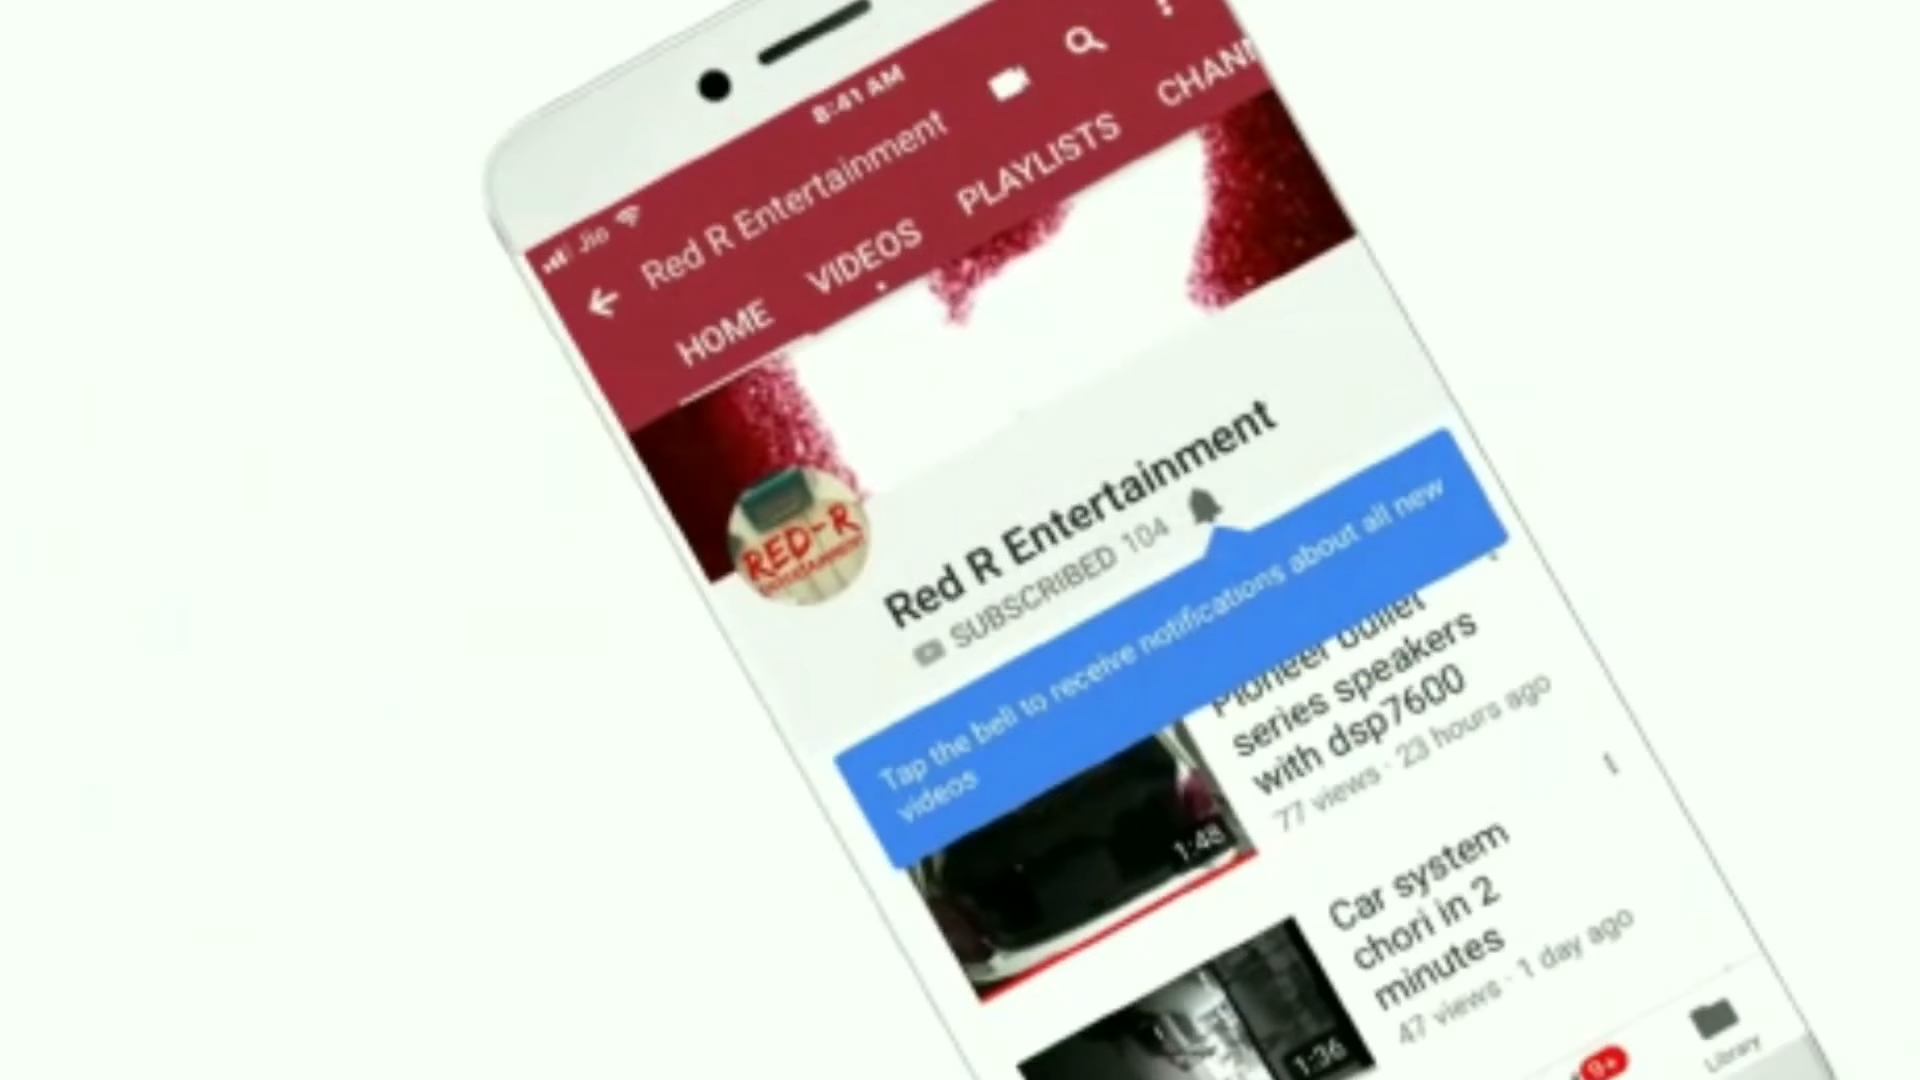 Jio
8:41 AM
Red R Entertainment
HOME
VIDEOS
PLAYLISTS
CHAN
RED-R
Red R Entertainment
SUBSCRIBED 104
Tap the bell to receive notifications about all new
videos
Pioneer bullet
series speakers
with dsp7600
77 views · 23 hours ago
1:48
Car system
chori in 2
minutes
47 views · 1 day ago
1:36
9+
Library